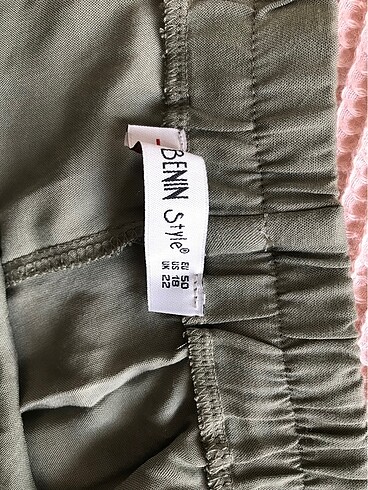 BENIN
Style®
EU 50
US 18
UK 22